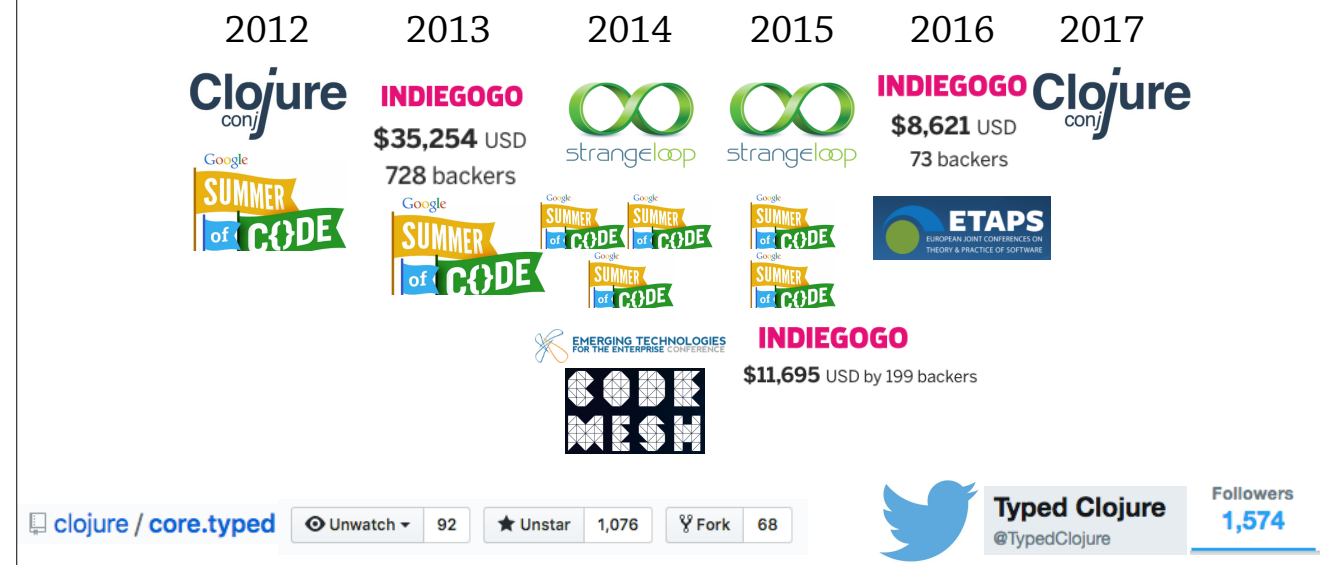 2012 2013 2014 2015 2016 2017
Clojure
conj
Google
SUMMER
of CODE
INDIEGOGO
$35,254 USD
728 backers
Google
SUMMER
of CODE
strangeloop
Google
SUMMER
of CODE
Google
SUMMER
of CODE
Google
SUMMER
of CODE
EMERGING TECHNOLOGIES
FOR THE ENTERPRISE CONFERENCE
CODE
MESH
strangeloop
Google
SUMMER
of CODE
Google
SUMMER
of CODE
INDIEGOGO
$11,695 USD by 199 backers
INDIEGOGO
$8,621 USD
73 backers
ETAPS
EUROPEAN JOINT CONFERENCES ON
THEORY & PRACTICE OF SOFTWARE
Clojure
conj
clojure / core.typed Unwatch 92 Unstar 1,076 Fork 68
Typed Clojure
@TypedClojure
Followers
1,574